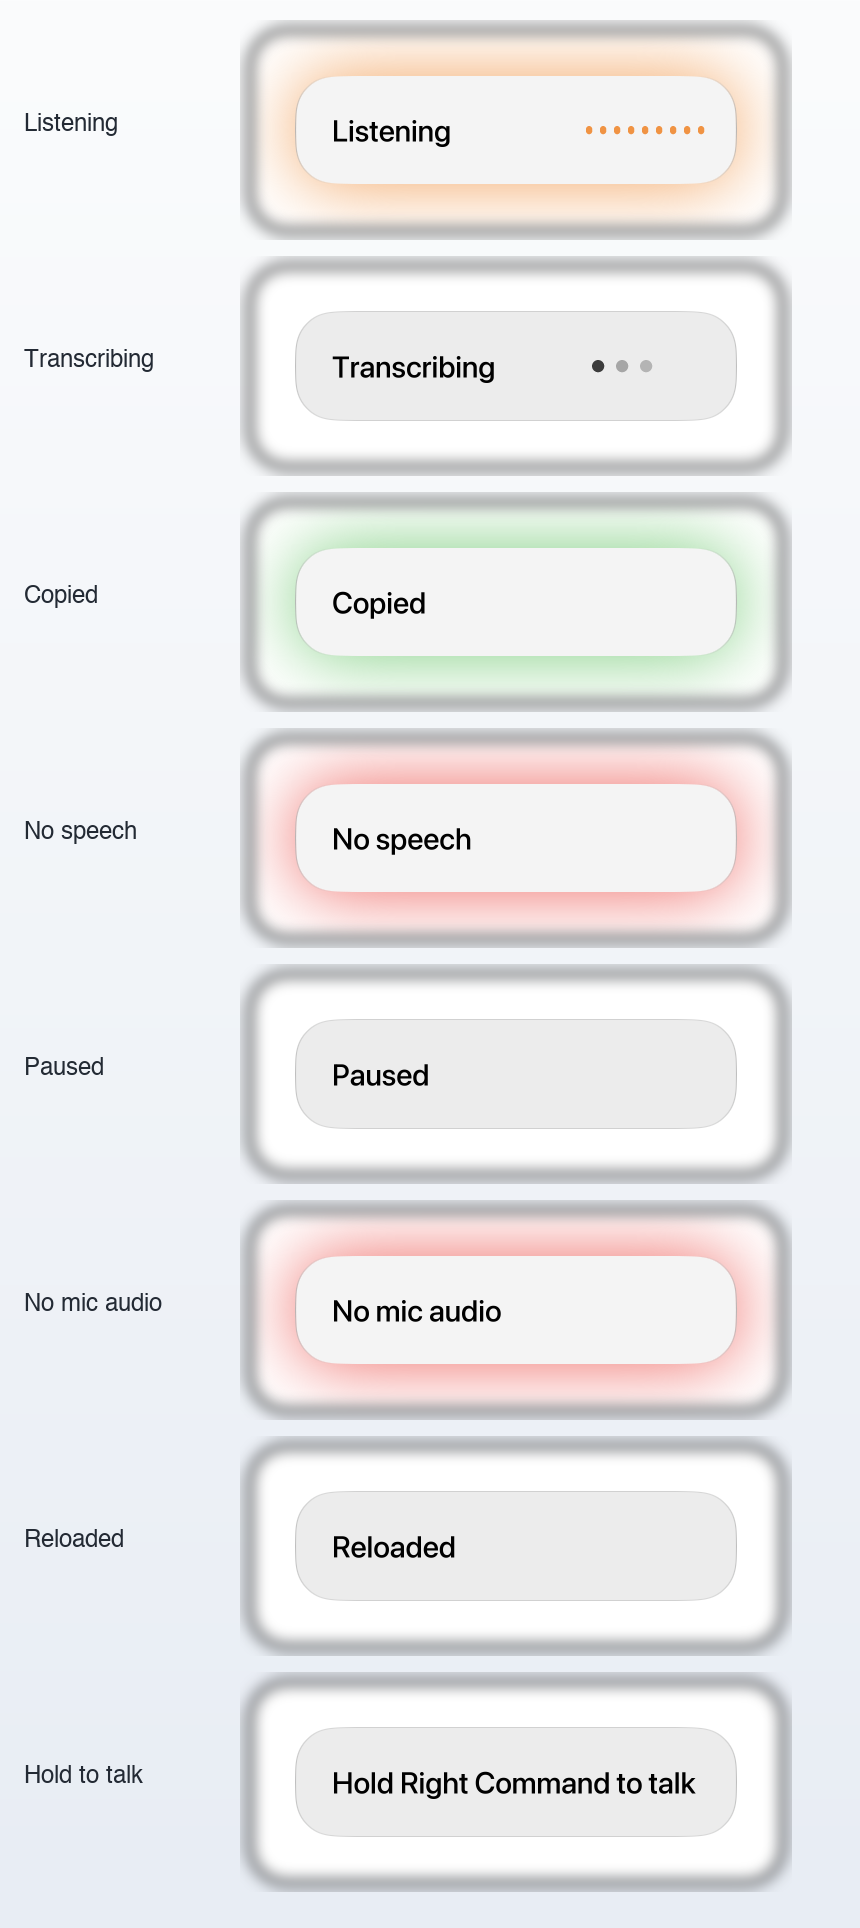 Listening
Listening
Transcribing
Transcribing
Copied
Copied
No speech
No speech
Paused
Paused
No mic audio
No mic audio
Reloaded
Reloaded
Hold to talk
Hold Right Command to talk